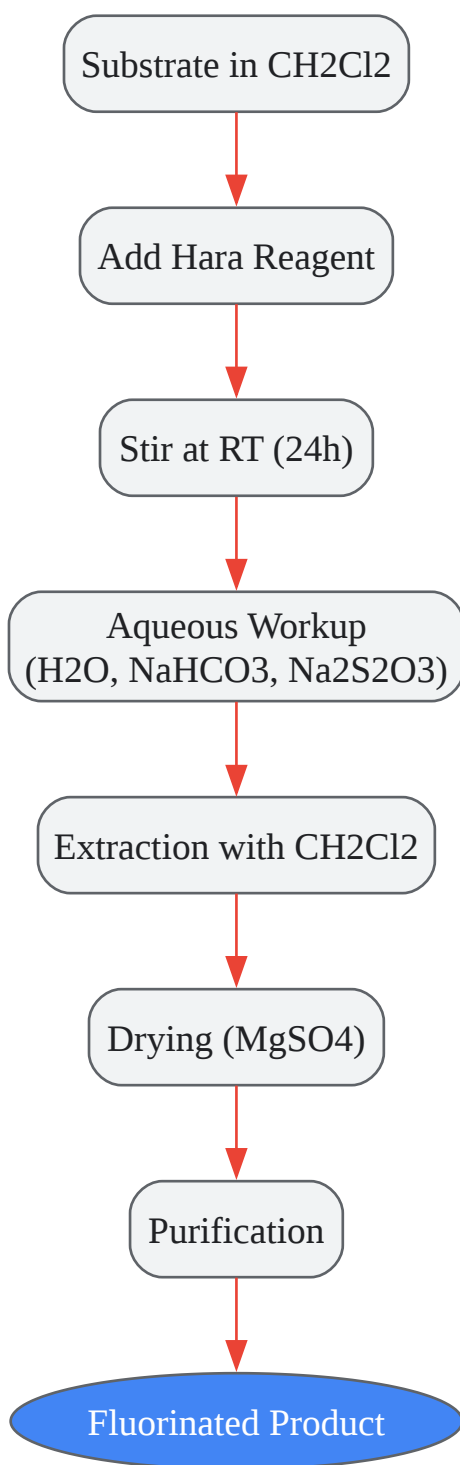 Substrate in CH2Cl2
Add Hara Reagent
Stir at RT (24h)
Aqueous Workup
(H2O, NaHCO3, Na2S2O3)
Extraction with CH2Cl2
Drying (MgSO4)
Purification
Fluorinated Product